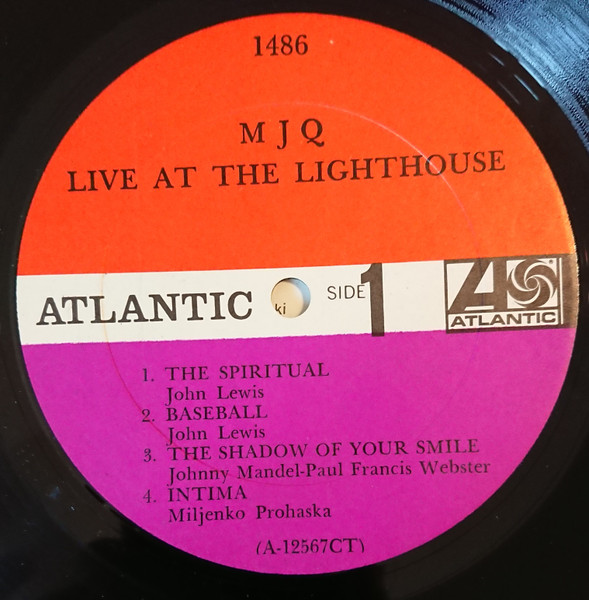 1486
M J Q
LIVE AT THE LIGHTHOUSE
ATLANTIC
ki
SIDE 1
ATLANTIC
1. THE SPIRITUAL
John Lewis
2. BASEBALL
John Lewis
3. THE SHADOW OF YOUR SMILE
Johnny Mandel-Paul Francis Webster
4. INTIMA
Miljenko Prohaska
(A-12567CT)